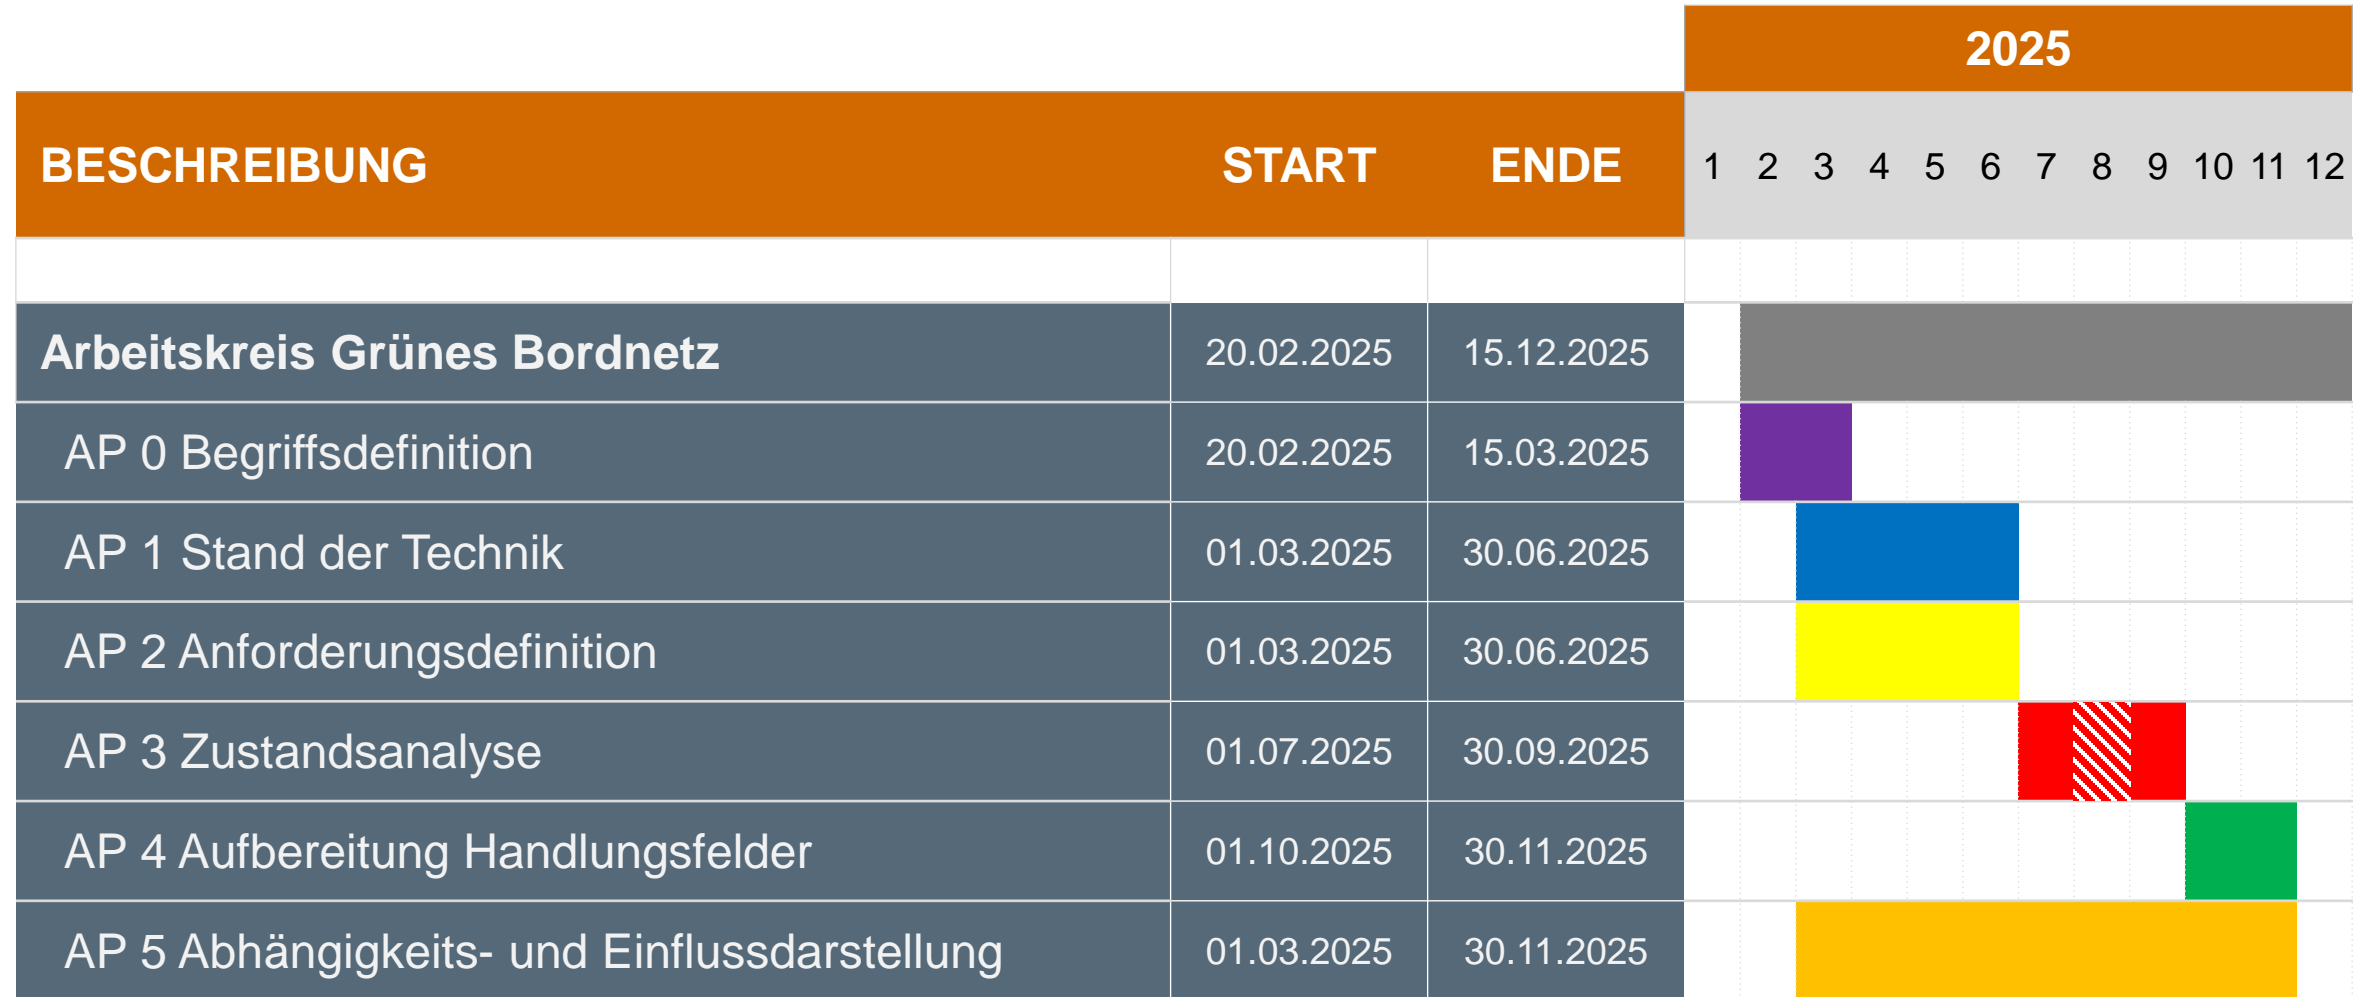 2025
BESCHREIBUNG START ENDE 1 2 3 4 5 6 7 8 9 10 11 12
Arbeitskreis Grünes Bordnetz 20.02.2025 15.12.2025
AP 0 Begriffsdefinition 20.02.2025 15.03.2025
AP 1 Stand der Technik 01.03.2025 30.06.2025
AP 2 Anforderungsdefinition 01.03.2025 30.06.2025
AP 3 Zustandsanalyse 01.07.2025 30.09.2025
AP 4 Aufbereitung Handlungsfelder 01.10.2025 30.11.2025
AP 5 Abhängigkeits- und Einflussdarstellung 01.03.2025 30.11.2025